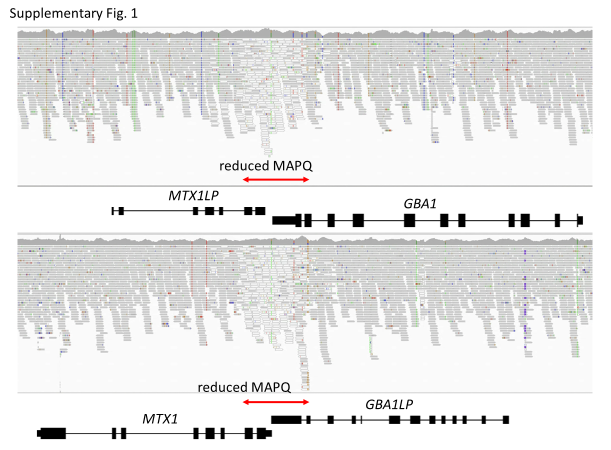 Supplementary Fig. 1
reduced MAPQ
MTX1LP
GBA1
reduced MAPQ
MTX1
GBA1LP